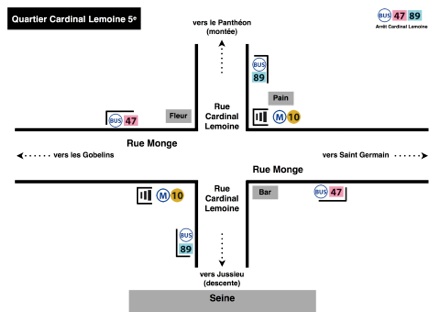 Quartier Cardinal Lemoine 5e
vers le Panthéon
(montée)
BUS 47 89
Arrêt Cardinal Lemoine
BUS
89
Pain
BUS 47
Fleur
Rue
Cardinal
Lemoine
M 10
Rue Monge
vers les Gobelins
vers Saint Germain
Rue Monge
M 10
Rue
Cardinal
Lemoine
Bar
BUS 47
BUS
89
vers Jussieu
(descente)
Seine